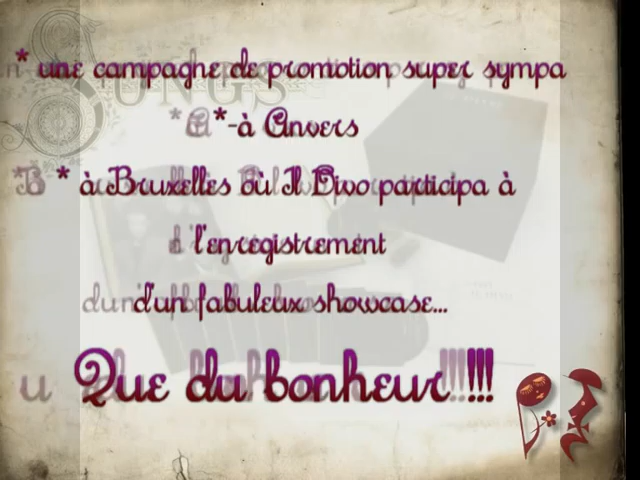 * une campagne de promotion super sympa
*-à Anvers
* à Bruxelles où Il Divo participa à
l'enregistrement
d'un fabuleux showcase...
Que du bonheur !!!